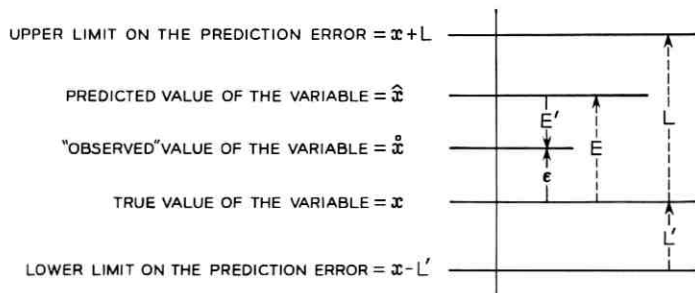 UPPER LIMIT ON THE PREDICTION ERROR = x+L
PREDICTED VALUE OF THE VARIABLE = x̂
"OBSERVED" VALUE OF THE VARIABLE = x̊
TRUE VALUE OF THE VARIABLE = x
LOWER LIMIT ON THE PREDICTION ERROR = x-L'
E'
E
L
ϵ
L'